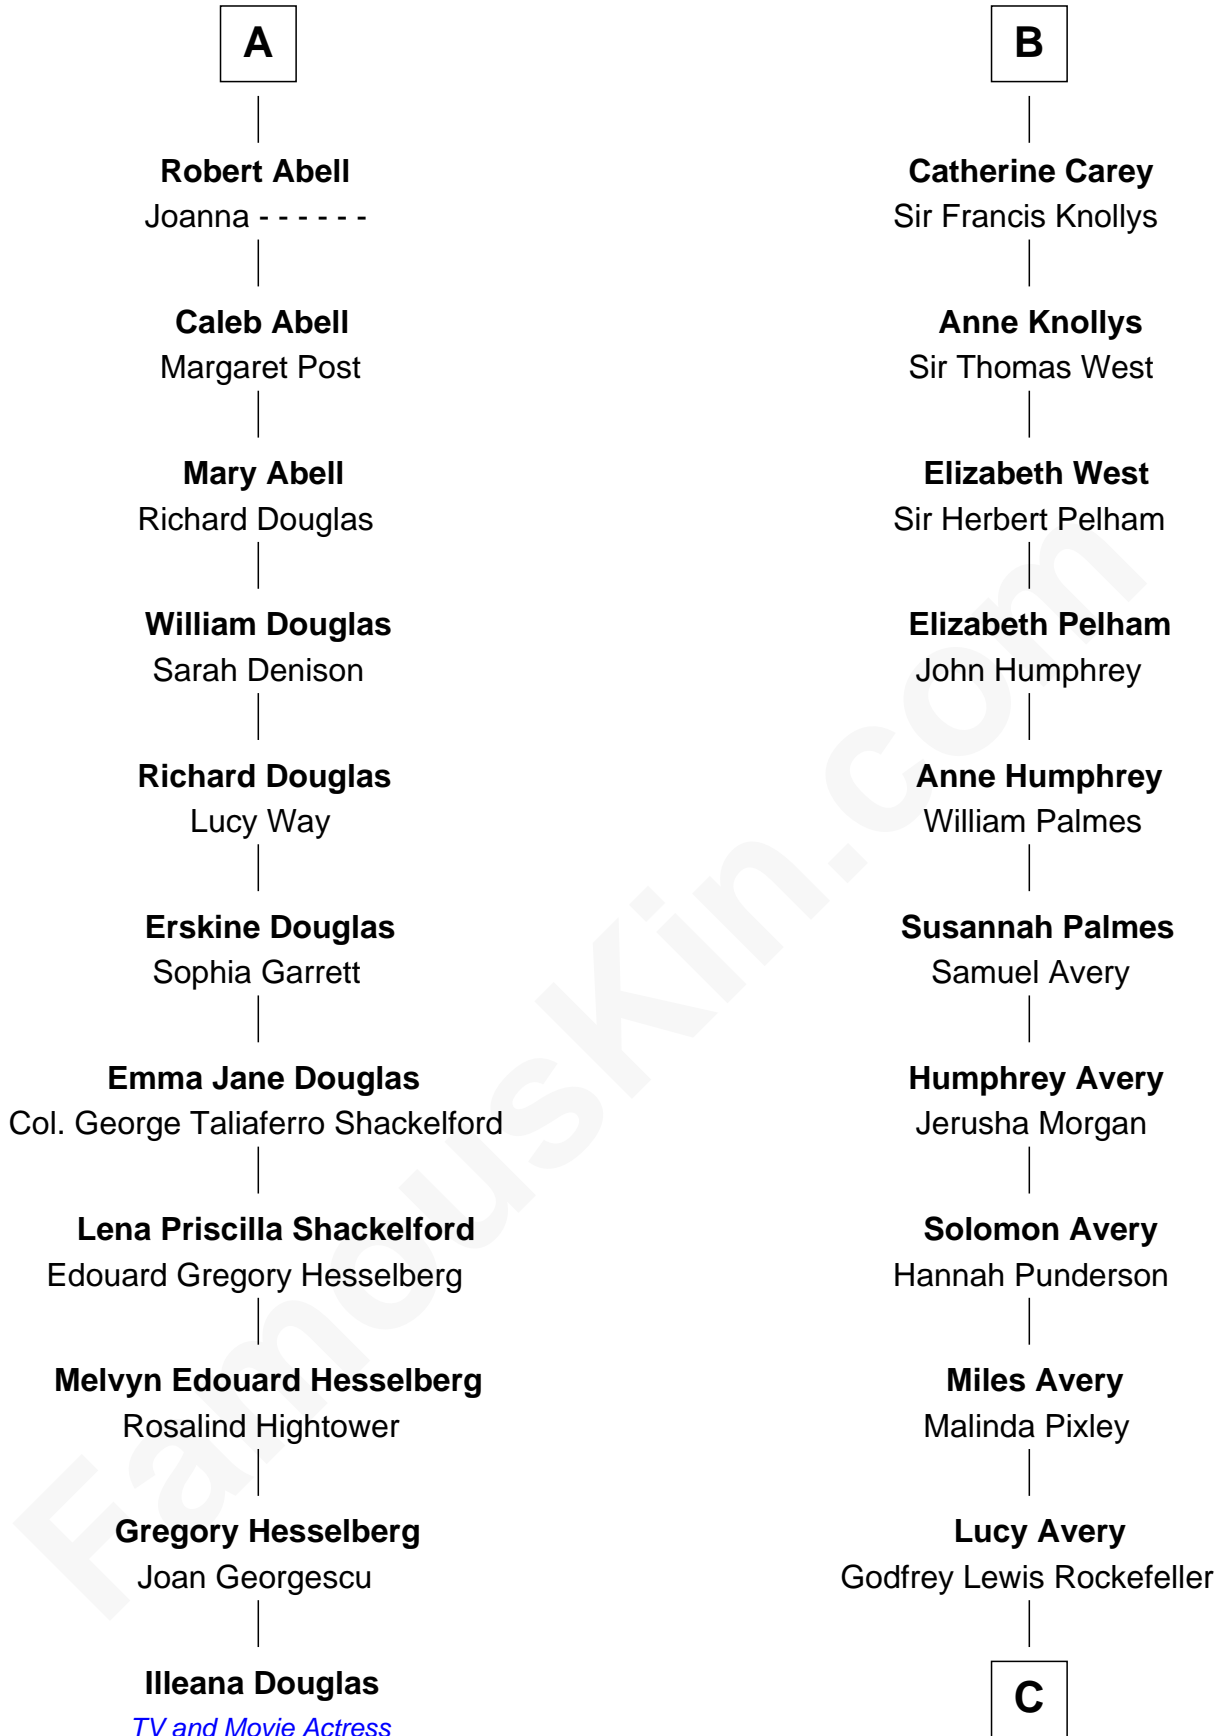 A
Robert Abell
Joanna - - - - - -
Caleb Abell
Margaret Post
Mary Abell
Richard Douglas
William Douglas
Sarah Denison
Richard Douglas
Lucy Way
Erskine Douglas
Sophia Garrett
Emma Jane Douglas
Col. George Taliaferro Shackelford
Lena Priscilla Shackelford
Edouard Gregory Hesselberg
Melvyn Edouard Hesselberg
Rosalind Hightower
Gregory Hesselberg
Joan Georgescu
Illeana Douglas
TV and Movie Actress
B
Catherine Carey
Sir Francis Knollys
Anne Knollys
Sir Thomas West
Elizabeth West
Sir Herbert Pelham
Elizabeth Pelham
John Humphrey
Anne Humphrey
William Palmes
Susannah Palmes
Samuel Avery
Humphrey Avery
Jerusha Morgan
Solomon Avery
Hannah Punderson
Miles Avery
Malinda Pixley
Lucy Avery
Godfrey Lewis Rockefeller
C
FamousKin.com